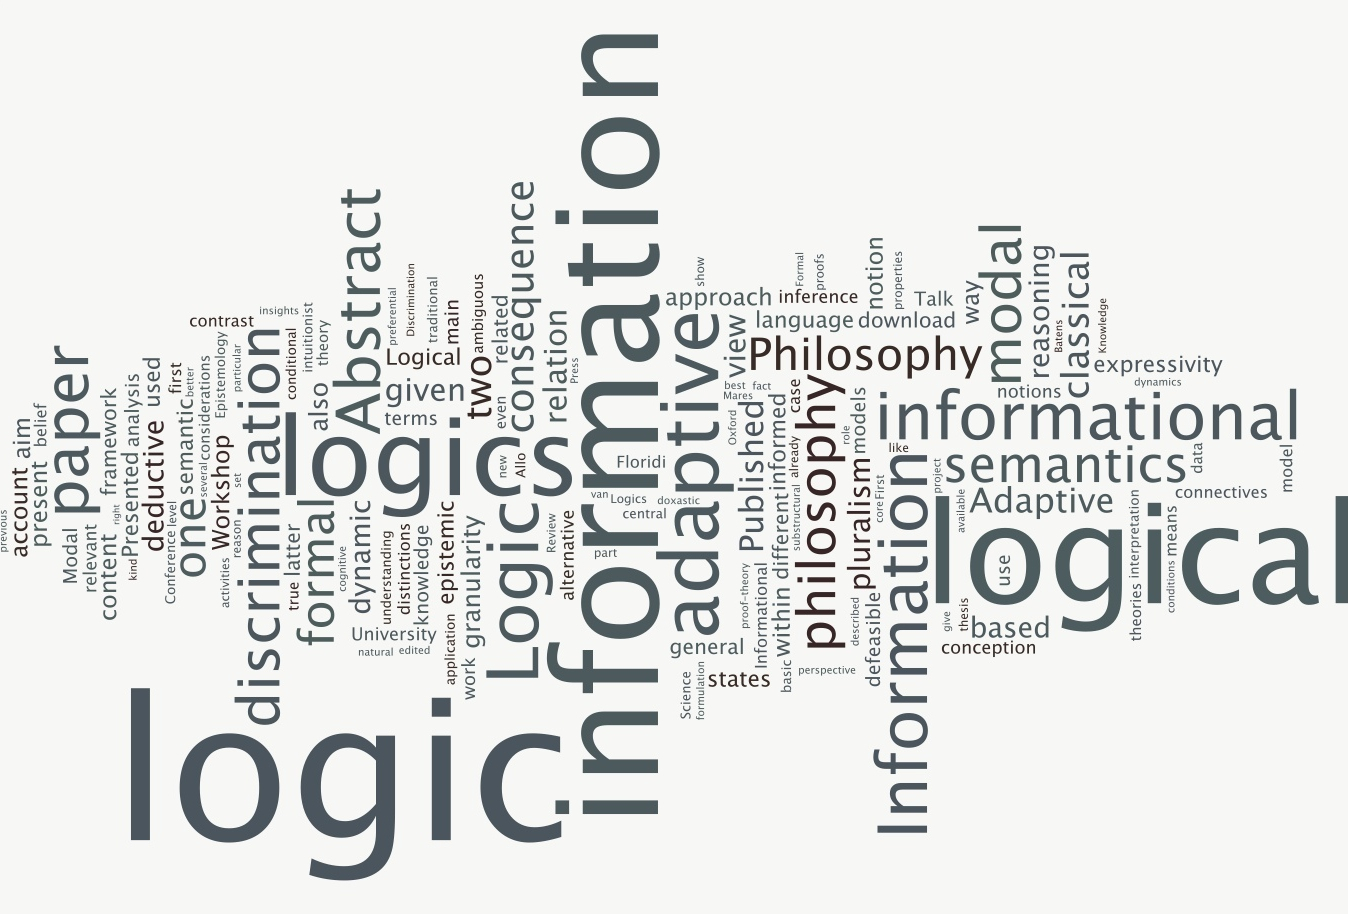 previous
account
aim
present
belief
paper
Modal
relevant
content
framework
right
Presented
analysis
kind
deductive
used
Conference
level
first
better
one
semantic
several
considerations
contrast
Workshop
Epistemology
activities
particular
reason
set
discrimination
insights
conditional
intuitionist
theory
true
latter
also
formal
cognitive
Abstract
dynamic
preferential
Discrimination
traditional
main
ambiguous
Logical
given
terms
two
related
even
consequence
relation
Press
logics
new
Allo
understanding
distinctions
knowledge
epistemic
granularity
University
natural
edited
application
work
Logic
Review
alternative
logic
information
Floridi
van
Logics
doxastic
central
part
show
approach
inference
Formal
proofs
notion
properties
Talk
way
language
download
adaptive
view
Philosophy
best
fact
Mares
Oxford
Published
informed
different
within
case
already
substructural
philosophy
role
models
pluralism
proof-theory
Informational
general
Science
formulation
states
basic
perspective
described
defeasible
core
First
like
Information
modal
reasoning
Batens
classical
Knowledge
expressivity
dynamics
notions
informational
semantics
data
model
project
available
Adaptive
connectives
logical
use
interpretation
theories
means
conditions
give
thesis
based
conception